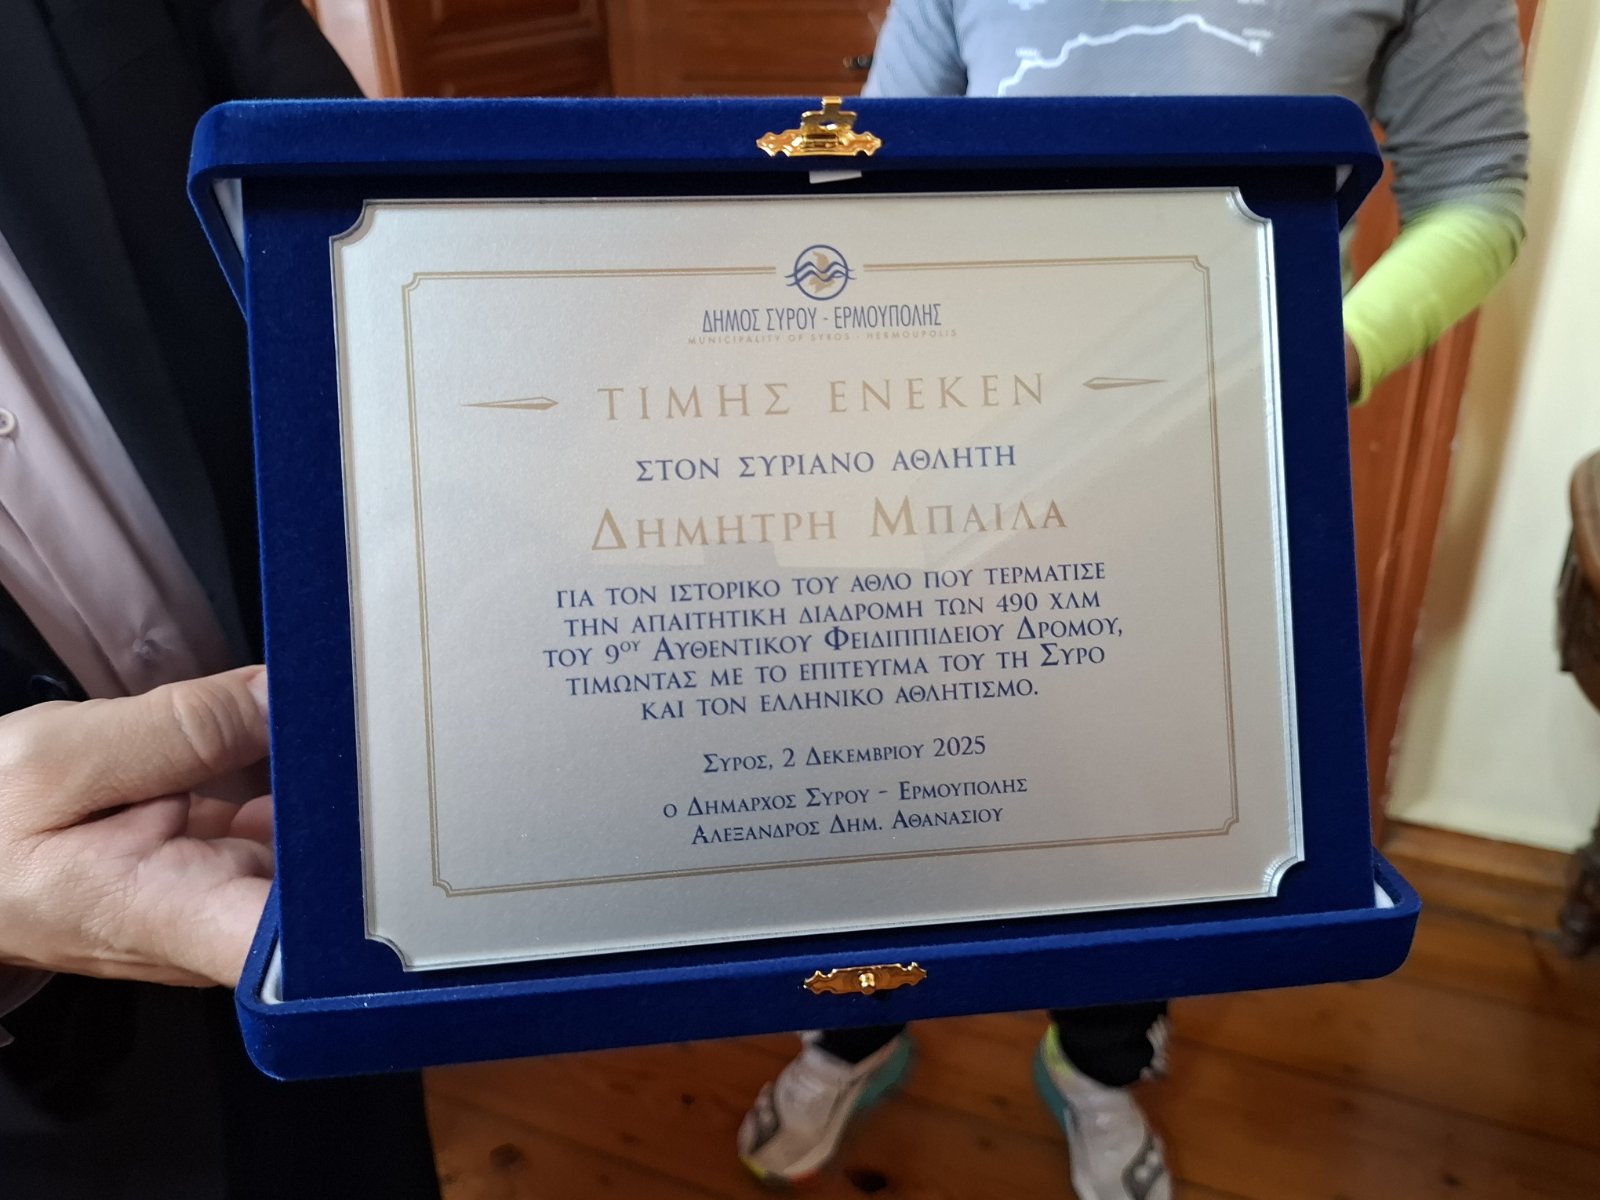 ΔΗΜΟΣ ΣΥΡΟΥ - ΕΡΜΟΥΠΟΛΗΣ
MUNICIPALITY OF SYROS - HERMOUPOLIS
ΤΙΜΗΣ ΕΝΕΚΕΝ
ΣΤΟΝ ΣΥΡΙΑΝΟ ΑΘΛΗΤΗ
ΔΗΜΗΤΡΗ ΜΠΑΙΛΑ
ΓΙΑ ΤΟΝ ΙΣΤΟΡΙΚΟ ΤΟΥ ΑΘΛΟ ΠΟΥ ΤΕΡΜΑΤΙΣΕ
ΤΗΝ ΑΠΑΙΤΗΤΙΚΗ ΔΙΑΔΡΟΜΗ ΤΩΝ 490 ΧΛΜ
ΤΟΥ 9ΟΥ ΑΥΘΕΝΤΙΚΟΥ ΦΕΙΔΙΠΠΙΔΕΙΟΥ ΔΡΟΜΟΥ,
ΤΙΜΩΝΤΑΣ ΜΕ ΤΟ ΕΠΙΤΕΥΓΜΑ ΤΟΥ ΤΗ ΣΥΡΟ
ΚΑΙ ΤΟΝ ΕΛΛΗΝΙΚΟ ΑΘΛΗΤΙΣΜΟ.
ΣΥΡΟΣ, 2 ΔΕΚΕΜΒΡΙΟΥ 2025
Ο ΔΗΜΑΡΧΟΣ ΣΥΡΟΥ - ΕΡΜΟΥΠΟΛΗΣ
ΑΛΕΞΑΝΔΡΟΣ ΔΗΜ. ΑΘΑΝΑΣΙΟΥ